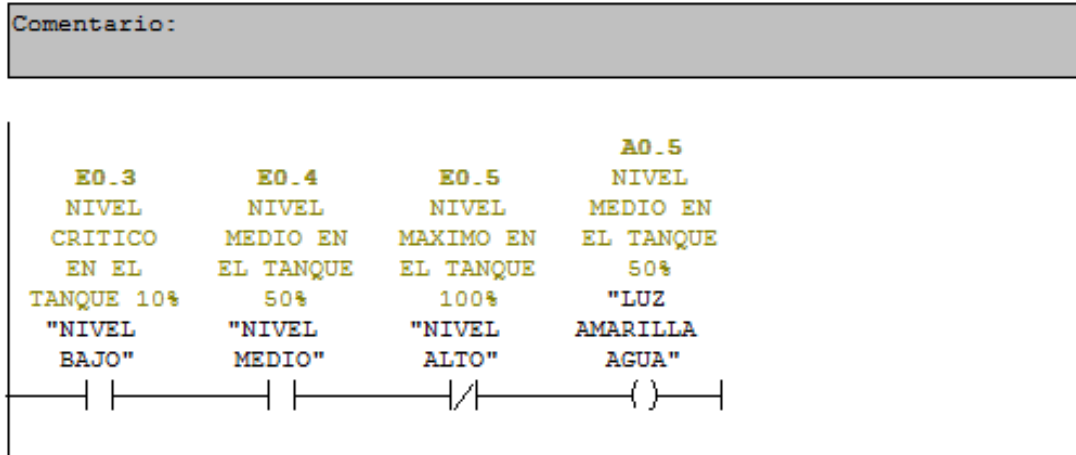 Comentario:
A0.5
E0.3 E0.4 E0.5 NIVEL
NIVEL NIVEL NIVEL MEDIO EN
CRITICO MEDIO EN MAXIMO EN EL TANQUE
EN EL EL TANQUE EL TANQUE 50%
TANQUE 10% 50% 100% "LUZ
"NIVEL "NIVEL "NIVEL AMARILLA
BAJO" MEDIO" ALTO" AGUA"